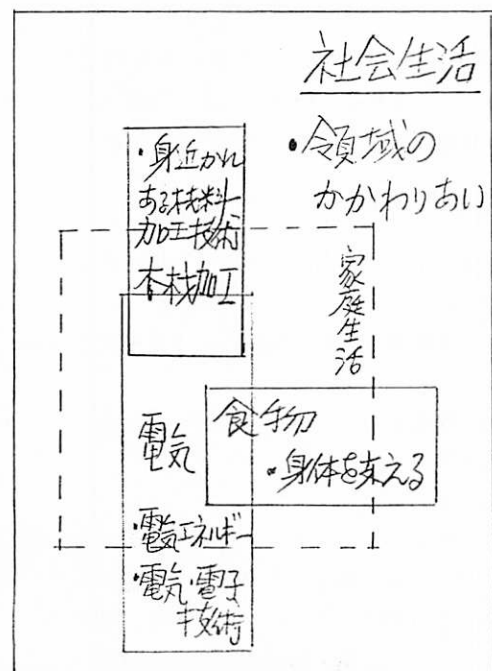 社会生活
・領域の
かかわりあい
・身近かれ
ある材料
加工技術
木材加工
家庭生活
食物
・身体を支える
電気
・電気エネルギー
・電気・電子
技術